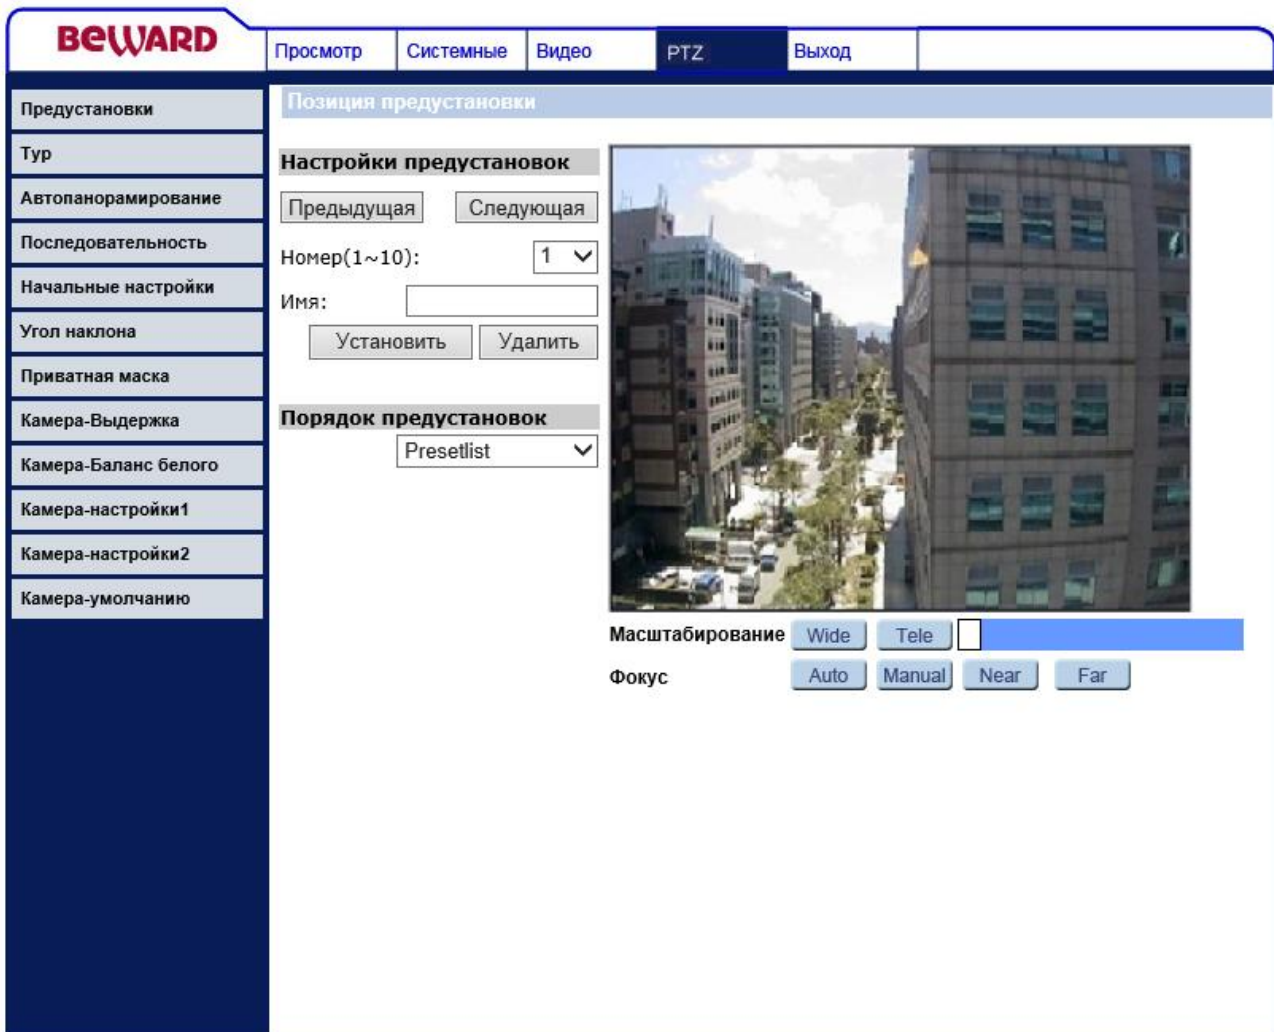 BEWARD
Просмотр Системные Видео PTZ Выход
Предустановки
Тур
Автопанорамирование
Последовательность
Начальные настройки
Угол наклона
Приватная маска
Камера-Выдержка
Камера-Баланс белого
Камера-настройки1
Камера-настройки2
Камера-умолчанию
Позиция предустановки
Настройки предустановок
Предыдущая Следующая
Номер(1~10): 1
Имя:
Установить Удалить
Порядок предустановок
Presetlist
Масштабирование Wide Tele
Фокус Auto Manual Near Far